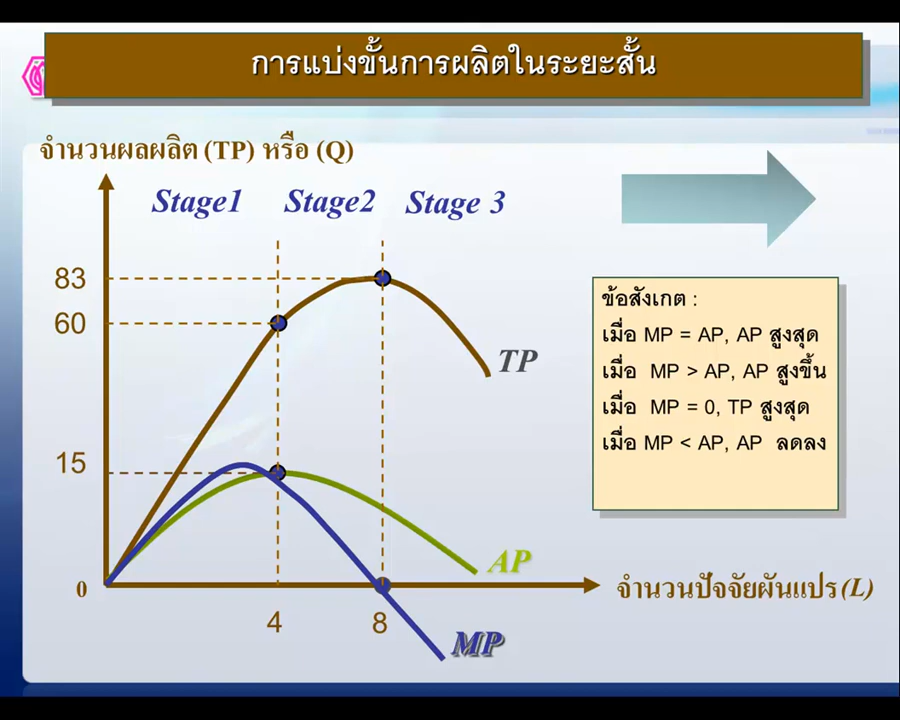 การแบ่งขั้นการผลิตในระยะสั้น
จำนวนผลผลิต (TP) หรือ (Q)
Stage1 Stage2 Stage 3
83
60
TP
15
AP
0
จำนวนปัจจัยผันแปร (L)
4 8
MP
ข้อสังเกต :
เมื่อ MP = AP, AP สูงสุด
เมื่อ MP > AP, AP สูงขึ้น
เมื่อ MP = 0, TP สูงสุด
เมื่อ MP < AP, AP ลดลง